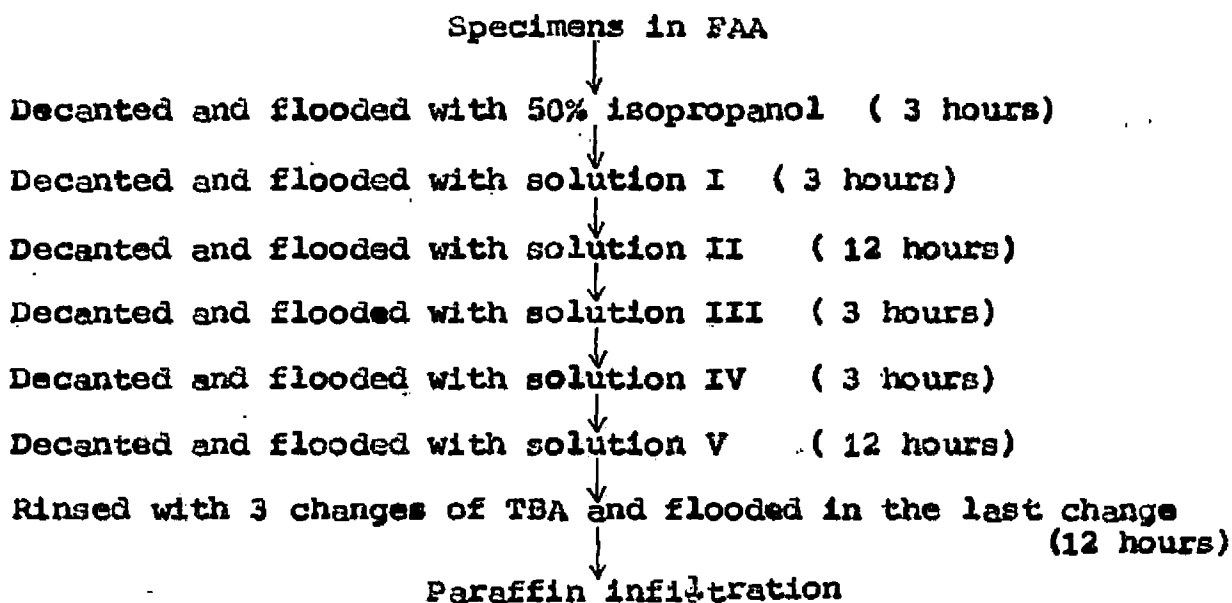 Specimens in FAA
Decanted and flooded with 50% isopropanol ( 3 hours)
Decanted and flooded with solution I ( 3 hours)
Decanted and flooded with solution II ( 12 hours)
Decanted and flooded with solution III ( 3 hours)
Decanted and flooded with solution IV ( 3 hours)
Decanted and flooded with solution V ( 12 hours)
Rinsed with 3 changes of TBA and flooded in the last change
(12 hours)
Paraffin infiltration